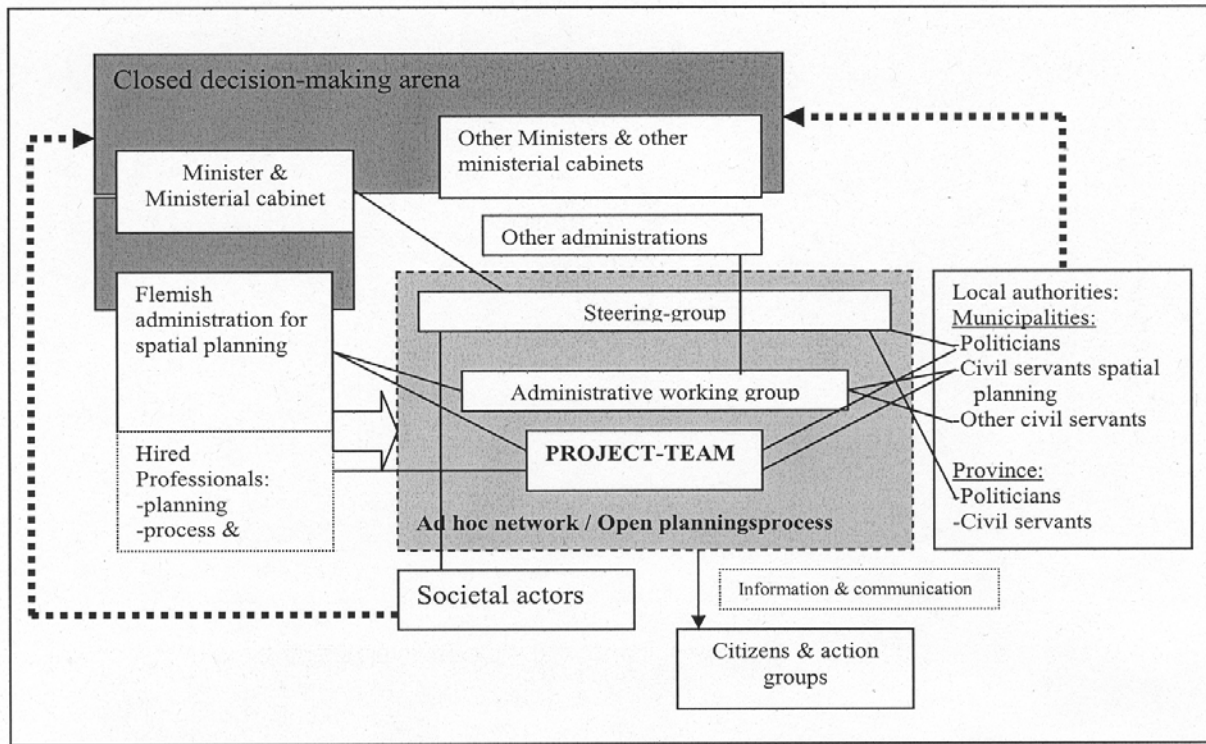 Closed decision-making arena
Other Ministers & other
ministerial cabinets
Minister &
Ministerial cabinet
Other administrations
Flemish
administration for
spatial planning
Steering-group
Administrative working group
PROJECT-TEAM
Ad hoc network / Open planningsprocess
Hired
Professionals:
-planning
-process &
Local authorities:
Municipalities:
-Politicians
-Civil servants spatial
planning
-Other civil servants
Province:
-Politicians
-Civil servants
Societal actors
Information & communication
Citizens & action
groups